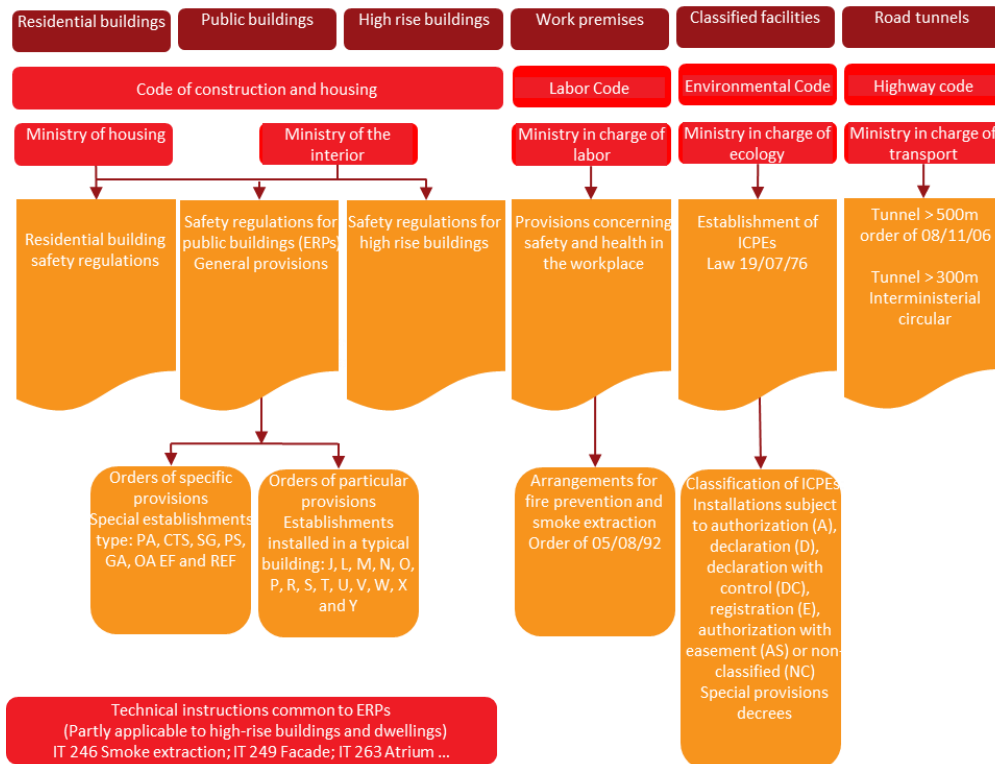 Residential buildings
Public buildings
High rise buildings
Work premises
Classified facilities
Road tunnels
Code of construction and housing
Labor Code
Environmental Code
Highway code
Ministry of housing
Ministry of the
interior
Ministry in charge of
labor
Ministry in charge of
ecology
Ministry in charge of
transport
Residential building
safety regulations
Safety regulations for
public buildings (ERPs)
General provisions
Safety regulations for
high rise buildings
Provisions concerning
safety and health in
the workplace
Establishment of
ICPEs
Law 19/07/76
Tunnel > 500m
order of 08/11/06
Tunnel > 300m
Interministerial
circular
Orders of specific
provisions
Special establishments
type: PA, CTS, SG, PS,
GA, OA EF and REF
Orders of particular
provisions
Establishments
installed in a typical
building: J, L, M, N, O,
P, R, S, T, U, V, W, X
and Y
Arrangements for
fire prevention and
smoke extraction
Order of 05/08/92
Classification of ICPEs
Installations subject
to authorization (A),
declaration (D),
declaration with
control (DC),
registration (E),
authorization with
easement (AS) or non-
classified (NC)
Special provisions
decrees
Technical instructions common to ERPs
(Partly applicable to high-rise buildings and dwellings)
IT 246 Smoke extraction; IT 249 Facade; IT 263 Atrium ...